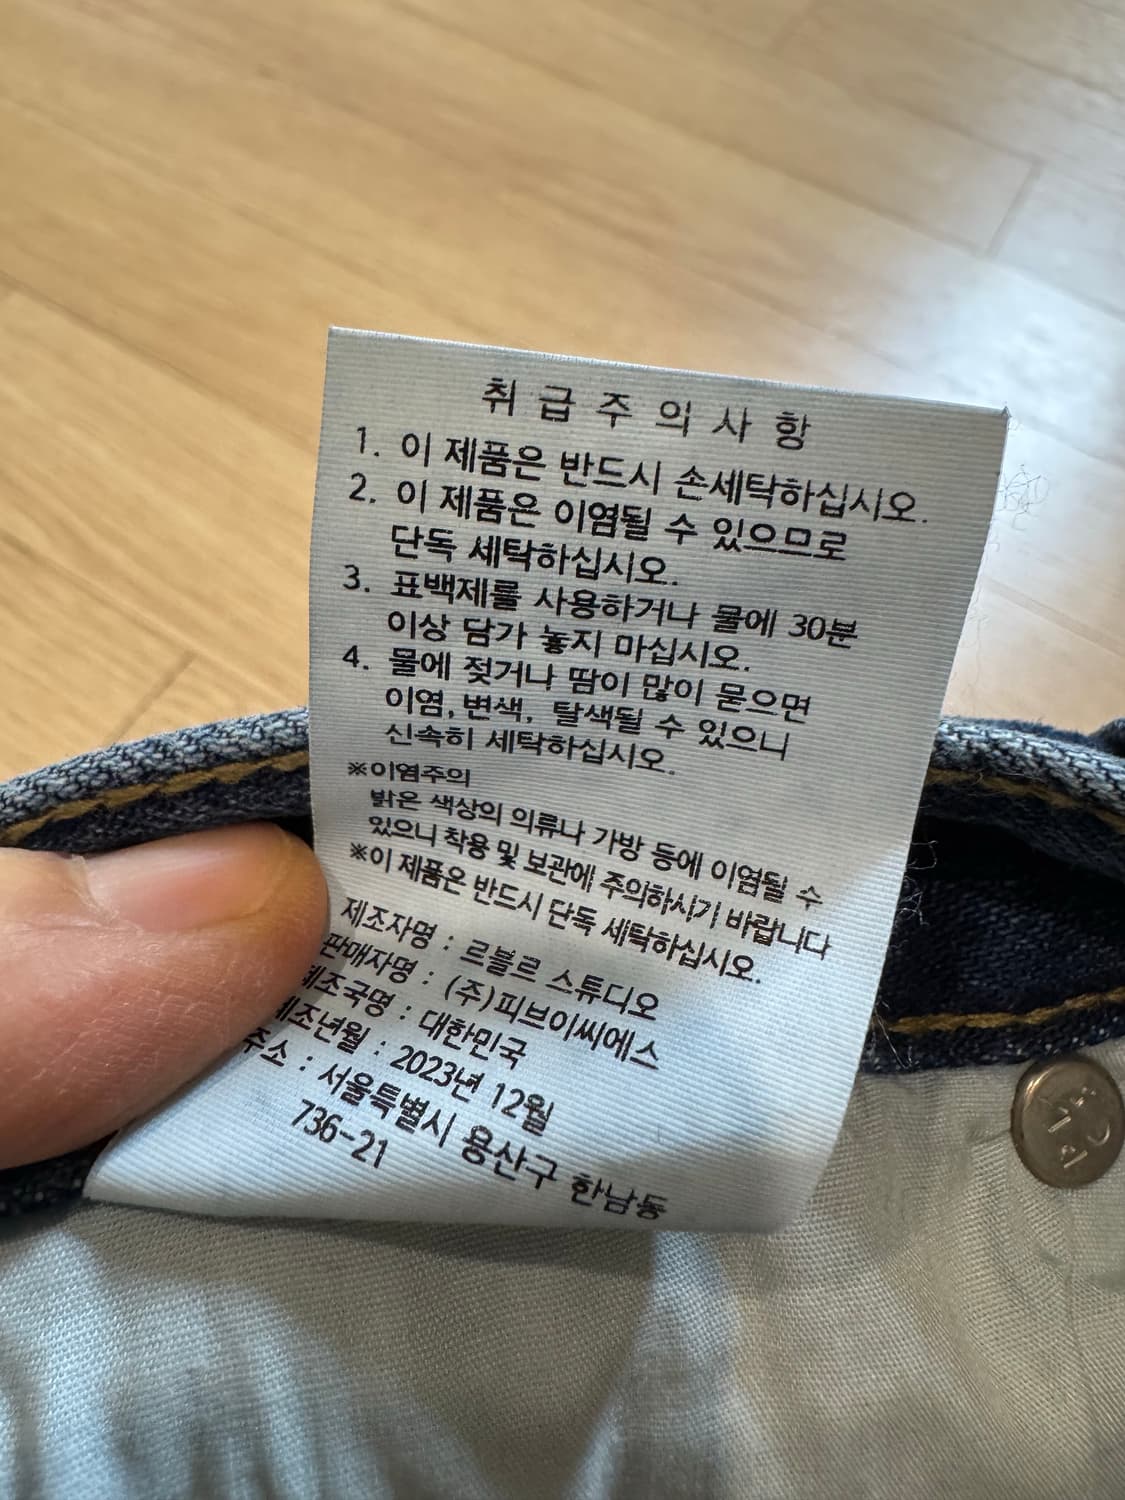 취급주의사항
1. 이 제품은 반드시 손세탁하십시오.
2. 이 제품은 이염될 수 있으므로
단독 세탁하십시오.
3. 표백제를 사용하거나 물에 30분
이상 담가 놓지 마십시오.
4. 물에 젖거나 땀이 많이 묻으면
이염, 변색, 탈색될 수 있으니
신속히 세탁하십시오.
※이염주의
밝은 색상의 의류나 가방 등에 이염될 수
있으니 착용 및 보관에 주의하시기 바랍니다
※이 제품은 반드시 단독 세탁하십시오.
제조자명 : 르블르 스튜디오
판매자명 : (주)피브이씨에스
제조국명 : 대한민국
제조년월 : 2023년 12월
주소 : 서울특별시 용산구 한남동
736-21